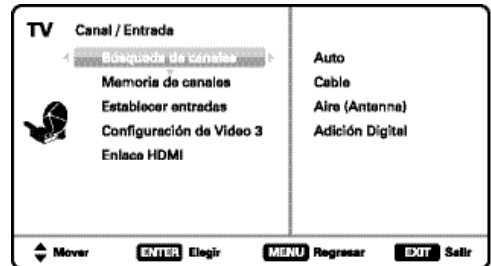 TV Canal / Entrada
Búsqueda de canales
Auto
Memoria de canales
Cable
Establecer entradas
Aire (Antenna)
Configuración de Video 3
Adición Digital
Enlace HDMI
Mover ENTER Elegir MENU Regresar EXIT Salir